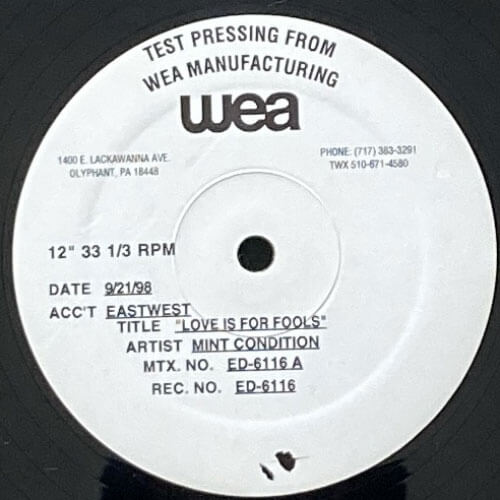 TEST PRESSING FROM
WEA MANUFACTURING
wea
1400 E. LACKAWANNA AVE.
OLYPHANT, PA 18448
PHONE: (717) 383-3291
TWX 510-671-4580
12" 33 1/3 RPM
DATE 9/21/98
ACC'T EASTWEST
TITLE "LOVE IS FOR FOOLS"
ARTIST MINT CONDITION
MTX. NO. ED-6116 A
REC. NO. ED-6116